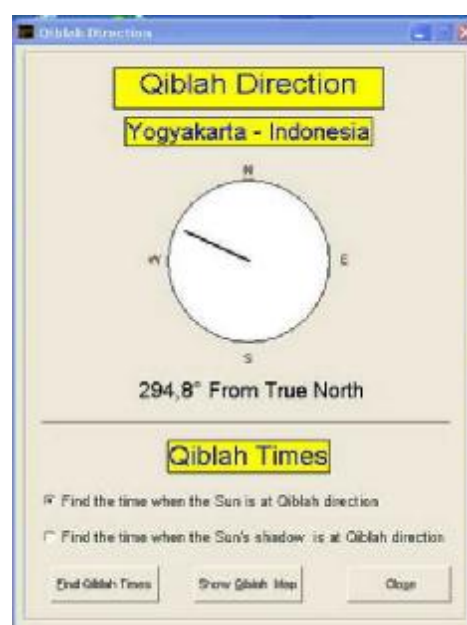 Qiblah Direction
Qiblah Direction
Yogyakarta - Indonesia
N
W
E
S
294,8° From True North
Qiblah Times
Find the time when the Sun is at Qiblah direction
Find the time when the Sun's shadow is at Qiblah direction
Find Qiblah Times
Show Qiblah Map
Close